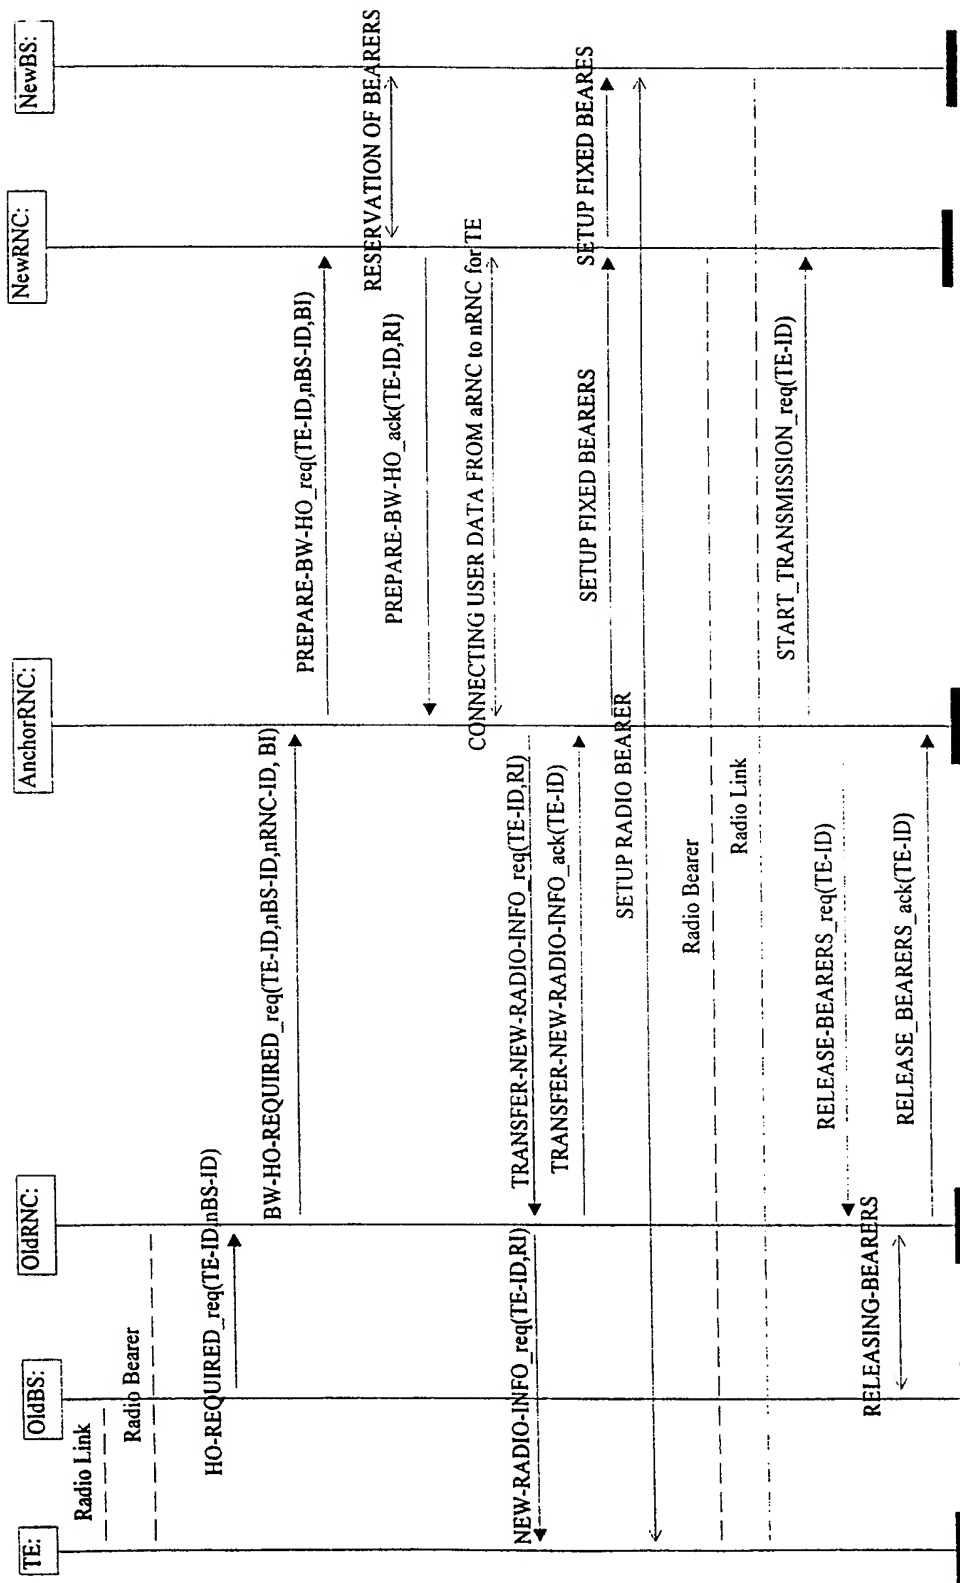 TE:
OldBS:
OldRNC:
AnchorRNC:
NewRNC:
NewBS:
Radio Link
Radio Bearer
HO-REQUIRED_req(TE-ID,nBS-ID)
BW-HO-REQUIRED_req(TE-ID,nBS-ID,nRNC-ID, BI)
PREPARE-BW-HO_req(TE-ID,nBS-ID,BI)
RESERVATION OF BEARERS
PREPARE-BW-HO_ack(TE-ID,RI)
CONNECTING USER DATA FROM aRNC to nRNC for TE
TRANSFER-NEW-RADIO-INFO_req(TE-ID,RI)
NEW-RADIO-INFO_req(TE-ID,RI)
TRANSFER-NEW-RADIO-INFO_ack(TE-ID)
SETUP FIXED BEARERS
SETUP FIXED BEARES
SETUP RADIO BEARER
Radio Bearer
Radio Link
START_TRANSMISSION_req(TE-ID)
RELEASE-BEARERS_req(TE-ID)
RELEASING-BEARERS
RELEASE_BEARERS_ack(TE-ID)